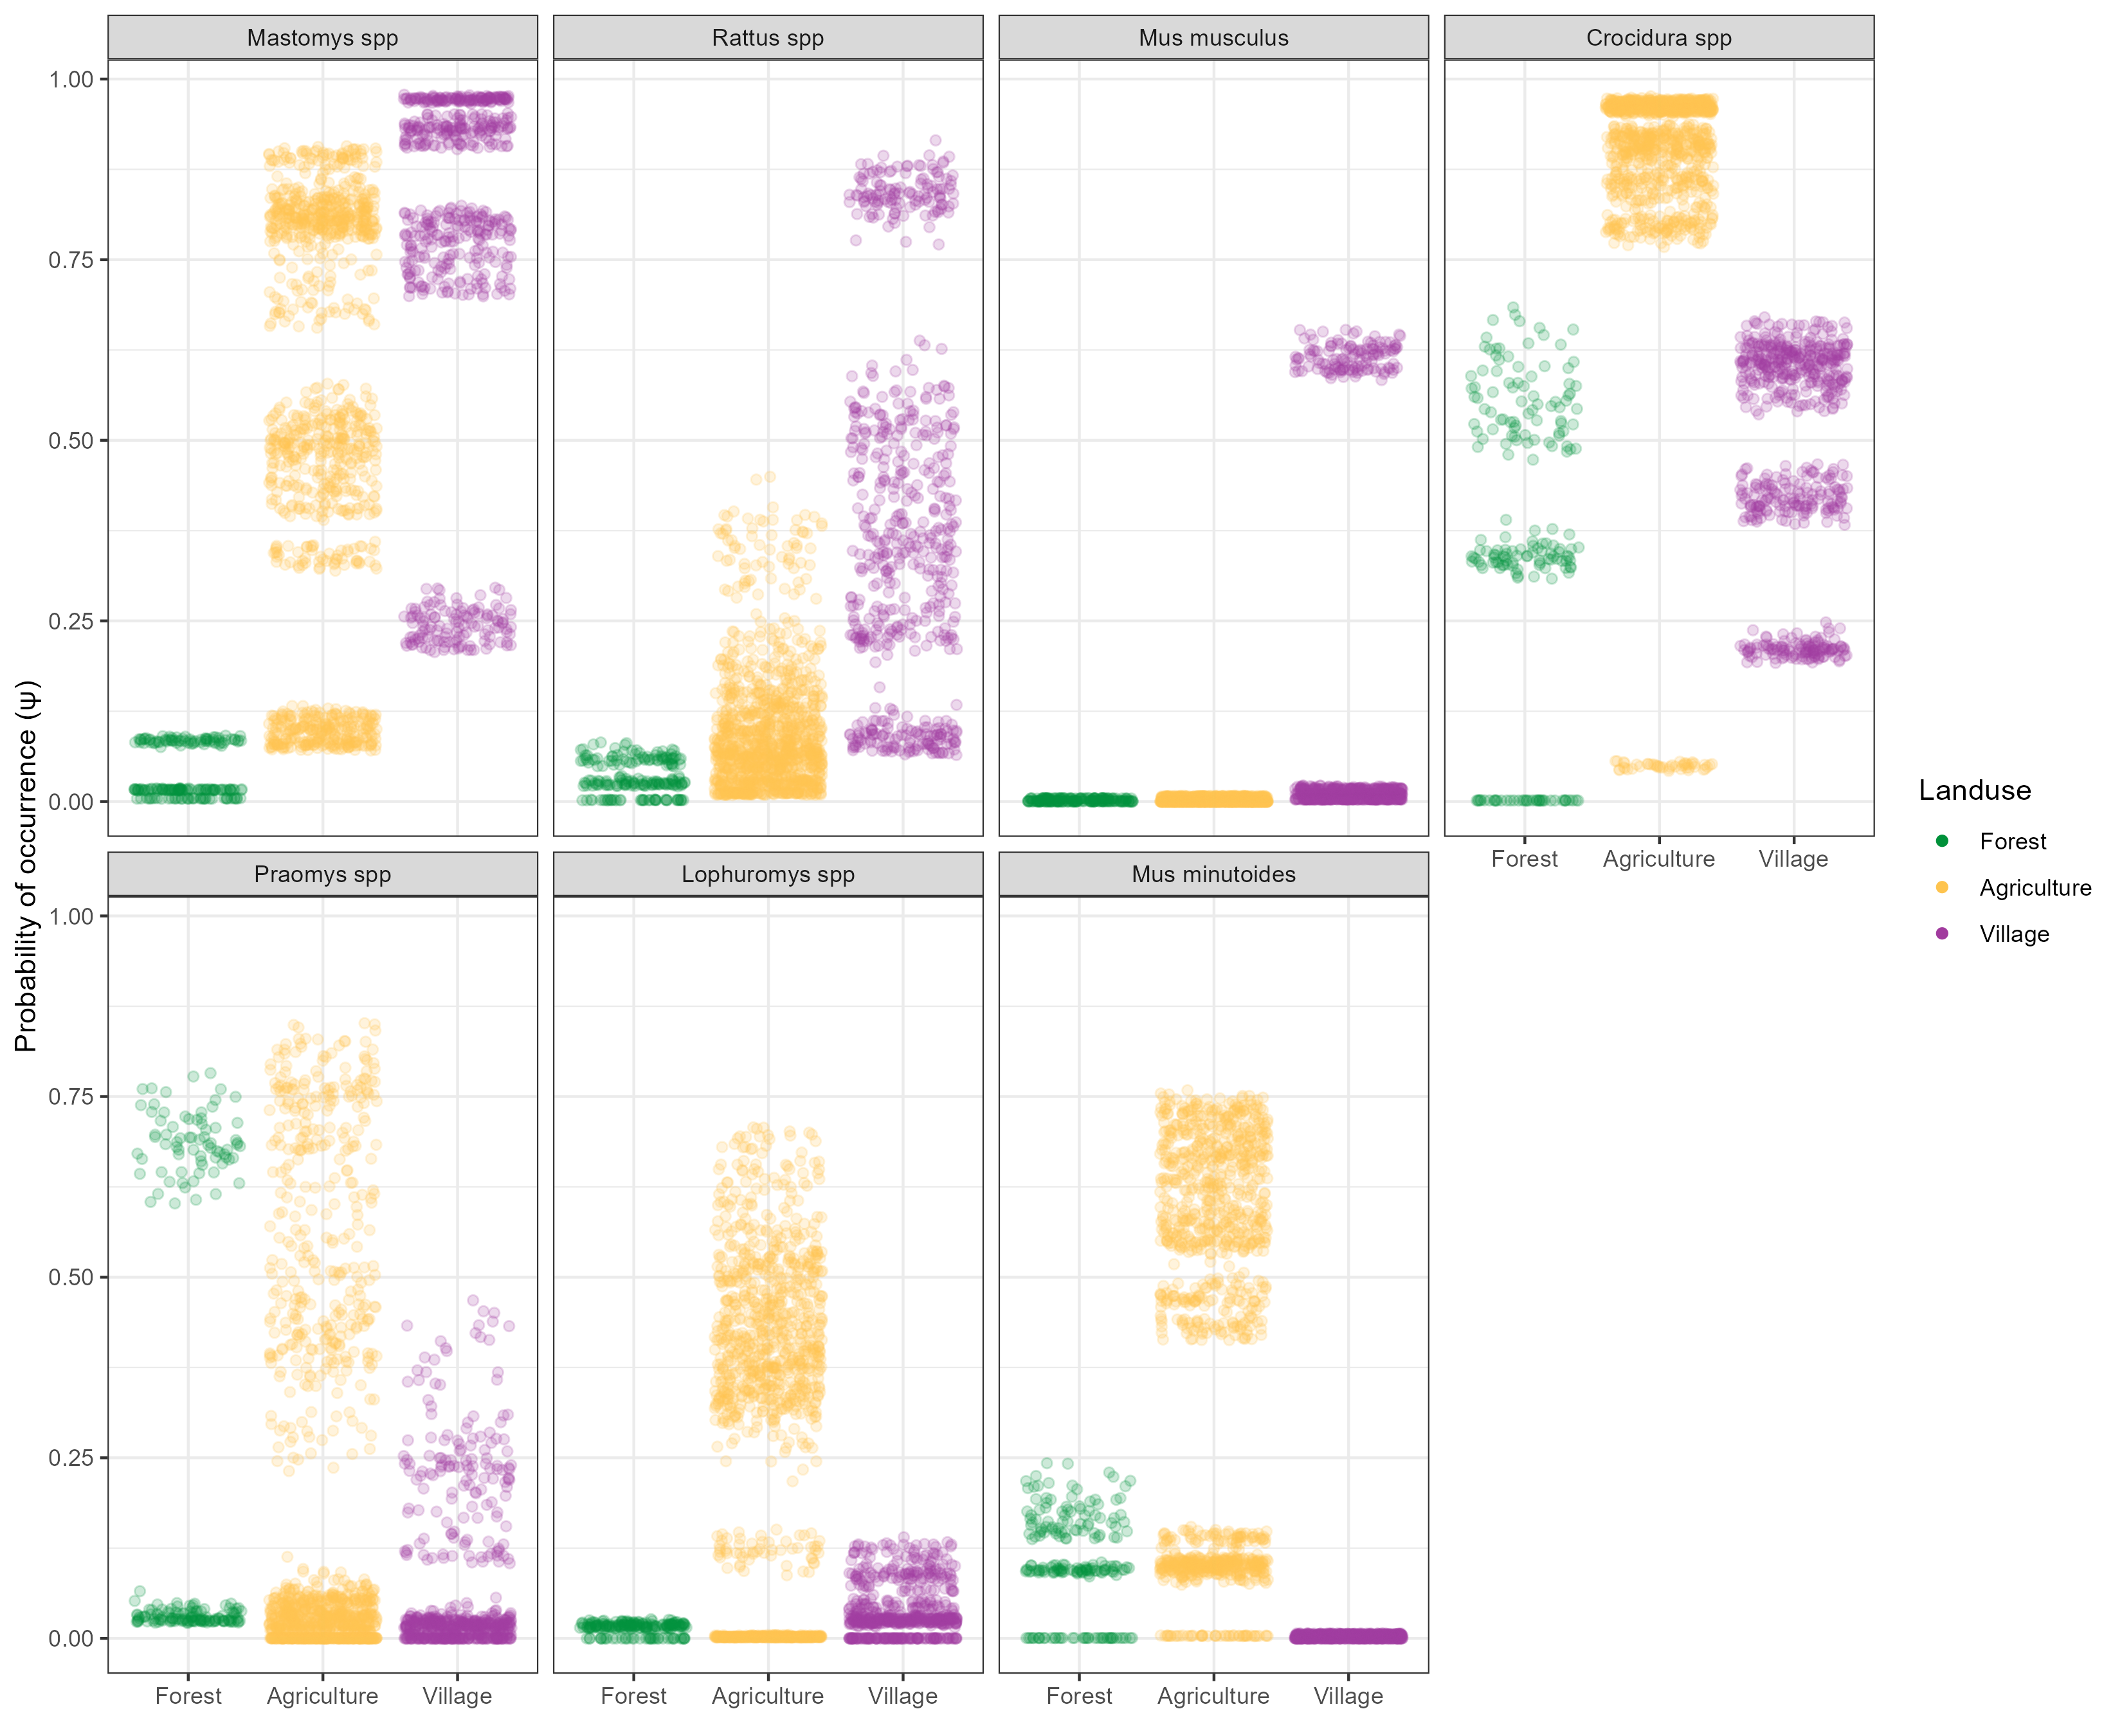 Mastomys spp
Rattus spp
Mus musculus
Crocidura spp
1.00
0.75
0.50
0.25
0.00
Forest
Agriculture
Village
Probability of occurrence (ψ)
Praomys spp
Lophuromys spp
Mus minutoides
1.00
0.75
0.50
0.25
0.00
Forest
Agriculture
Village
Forest
Agriculture
Village
Forest
Agriculture
Village
Landuse
Forest
Agriculture
Village